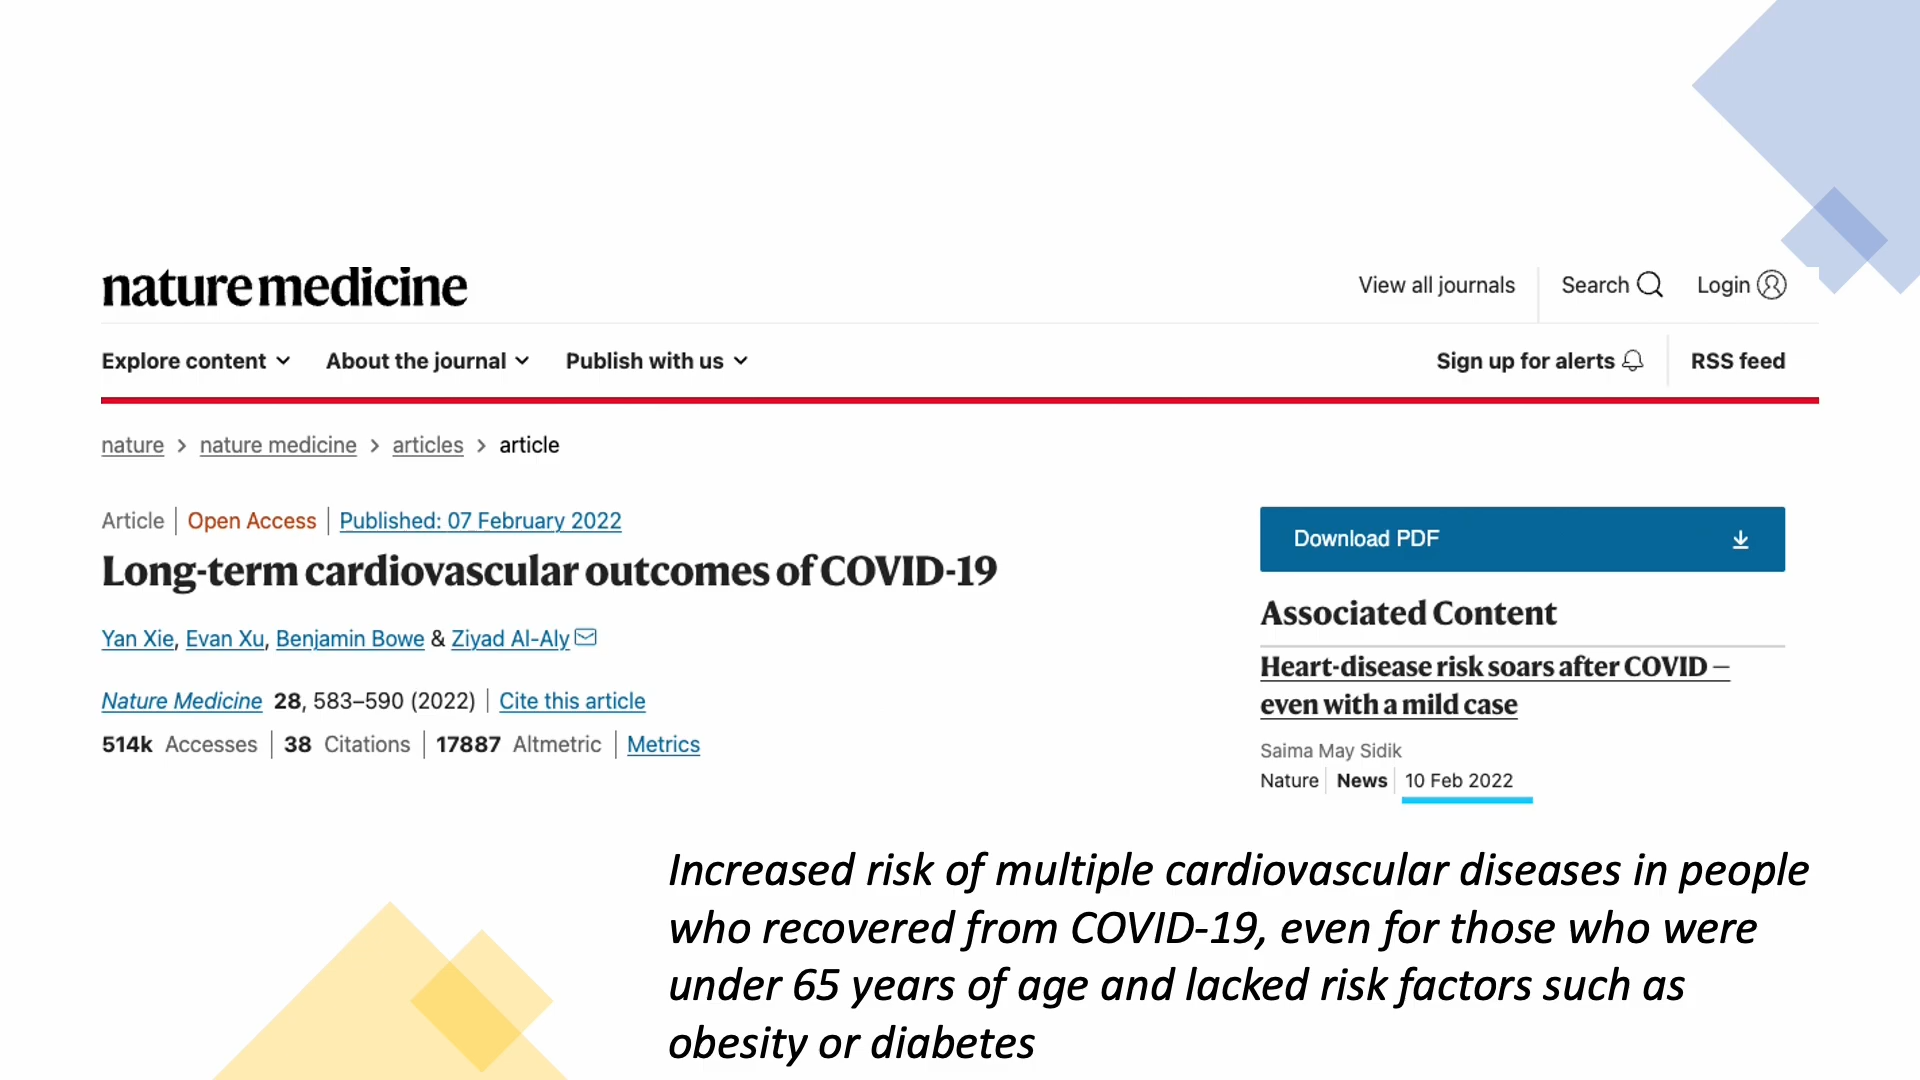 nature medicine
View all journals
Search
Login
Explore content
About the journal
Publish with us
Sign up for alerts
RSS feed
nature > nature medicine > articles > article
Article | Open Access | Published: 07 February 2022
Long-term cardiovascular outcomes of COVID-19
Yan Xie, Evan Xu, Benjamin Bowe & Ziyad Al-Aly
Nature Medicine 28, 583–590 (2022) | Cite this article
514k Accesses | 38 Citations | 17887 Altmetric | Metrics
Download PDF
Associated Content
Heart-disease risk soars after COVID —
even with a mild case
Saima May Sidik
Nature | News | 10 Feb 2022
Increased risk of multiple cardiovascular diseases in people
who recovered from COVID-19, even for those who were
under 65 years of age and lacked risk factors such as
obesity or diabetes